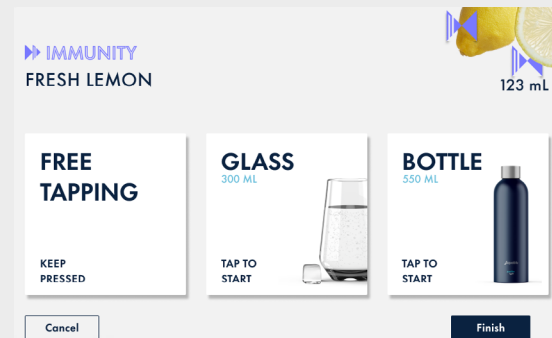 IMMUNITY
FRESH LEMON
123 mL
FREE
TAPPING
KEEP
PRESSED
GLASS
300 ML
TAP TO
START
BOTTLE
550 ML
TAP TO
START
Cancel
Finish